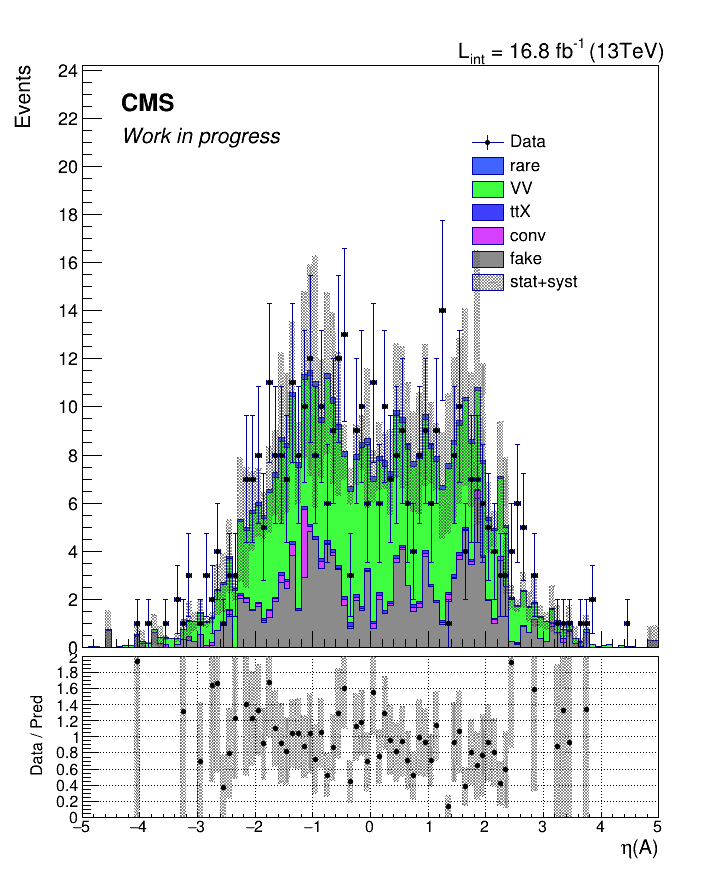 L_int = 16.8 fb^-1 (13TeV)
Events
24
22
20
18
16
14
12
10
8
6
4
2
0
CMS
Work in progress
Data
rare
VV
ttX
conv
fake
stat+syst
Data / Pred
2
1.8
1.6
1.4
1.2
1
0.8
0.6
0.4
0.2
0
−5 −4 −3 −2 −1 0 1 2 3 4 5
η(A)